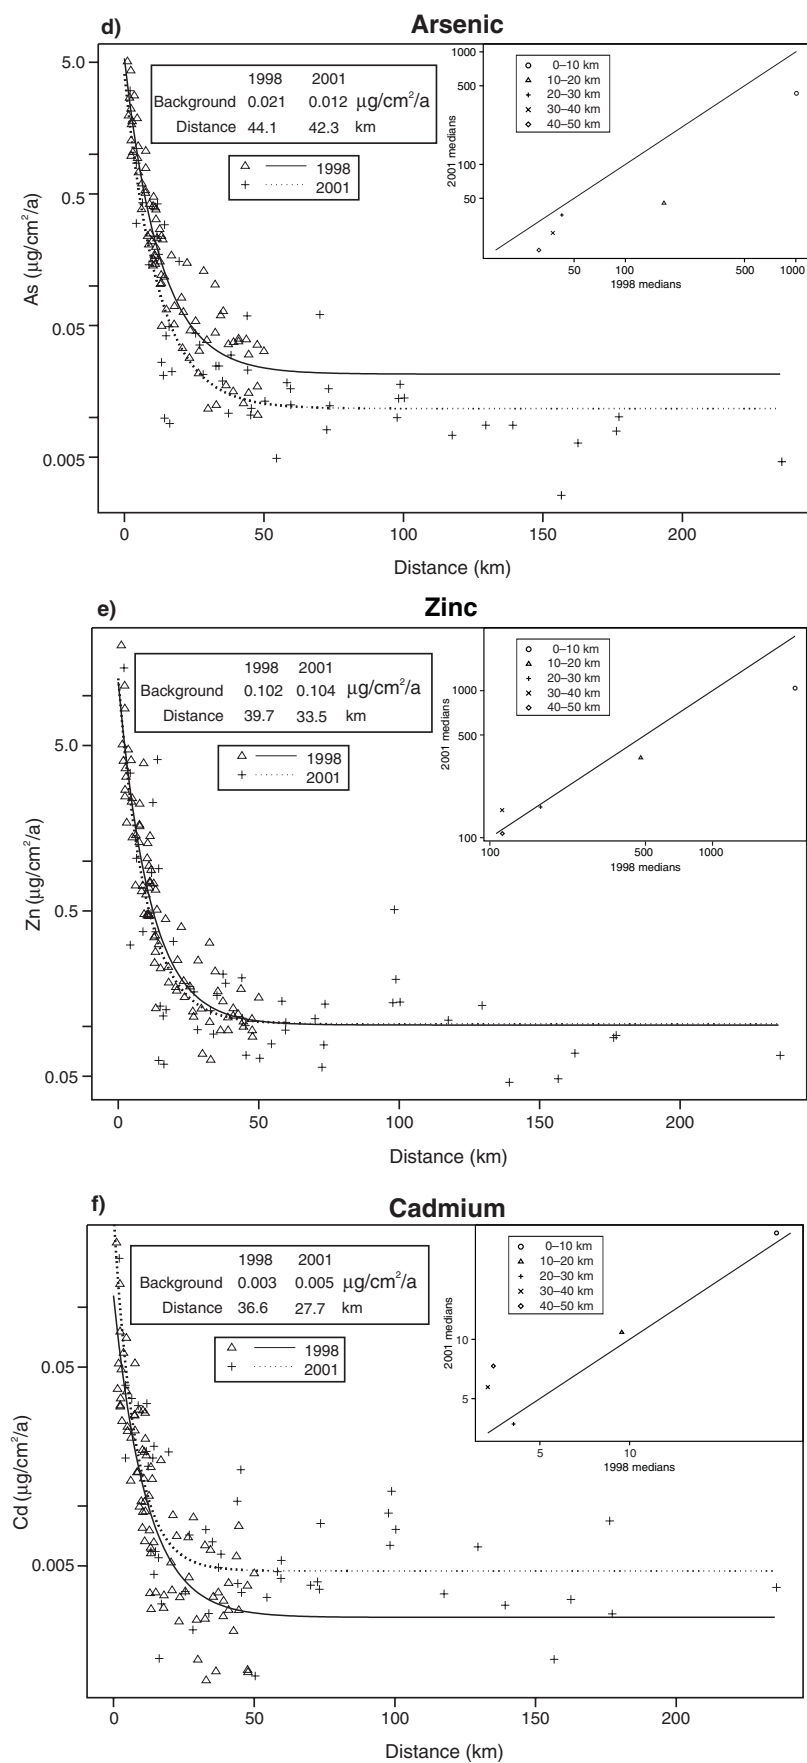 d) Arsenic
5.0
0.5
0.05
0.005
As (µg/cm²/a)
1998 2001
Background 0.021 0.012 µg/cm²/a
Distance 44.1 42.3 km
1998
2001
1000
500
100
50
2001 medians
0–10 km
10–20 km
20–30 km
30–40 km
40–50 km
50 100 500 1000
1998 medians
0 50 100 150 200
Distance (km)
e) Zinc
5.0
0.5
0.05
Zn (µg/cm²/a)
1998 2001
Background 0.102 0.104 µg/cm²/a
Distance 39.7 33.5 km
1998
2001
1000
500
100
2001 medians
0–10 km
10–20 km
20–30 km
30–40 km
40–50 km
100 500 1000
1998 medians
0 50 100 150 200
Distance (km)
f) Cadmium
0.05
0.005
Cd (µg/cm²/a)
1998 2001
Background 0.003 0.005 µg/cm²/a
Distance 36.6 27.7 km
1998
2001
10
5
2001 medians
0–10 km
10–20 km
20–30 km
30–40 km
40–50 km
5 10
1998 medians
0 50 100 150 200
Distance (km)